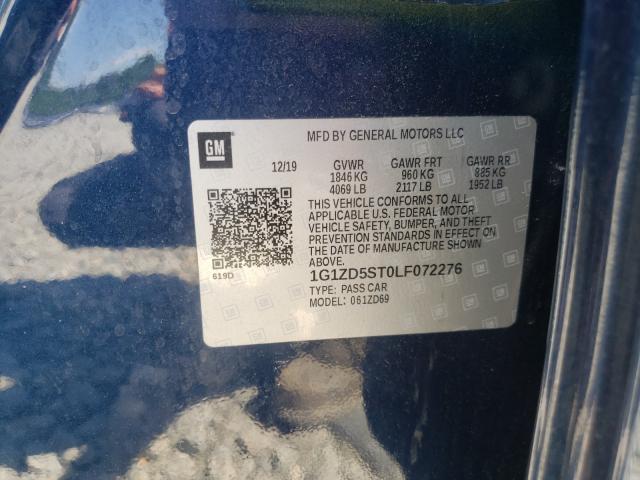 GM
MFD BY GENERAL MOTORS LLC
12/19 GVWR GAWR FRT GAWR RR
1846 KG 960 KG 885 KG
4069 LB 2117 LB 1952 LB
THIS VEHICLE CONFORMS TO ALL
APPLICABLE U.S. FEDERAL MOTOR
VEHICLE SAFETY, BUMPER, AND THEFT
PREVENTION STANDARDS IN EFFECT ON
THE DATE OF MANUFACTURE SHOWN
ABOVE.
619D
1G1ZD5ST0LF072276
TYPE: PASS CAR
MODEL: 061ZD69